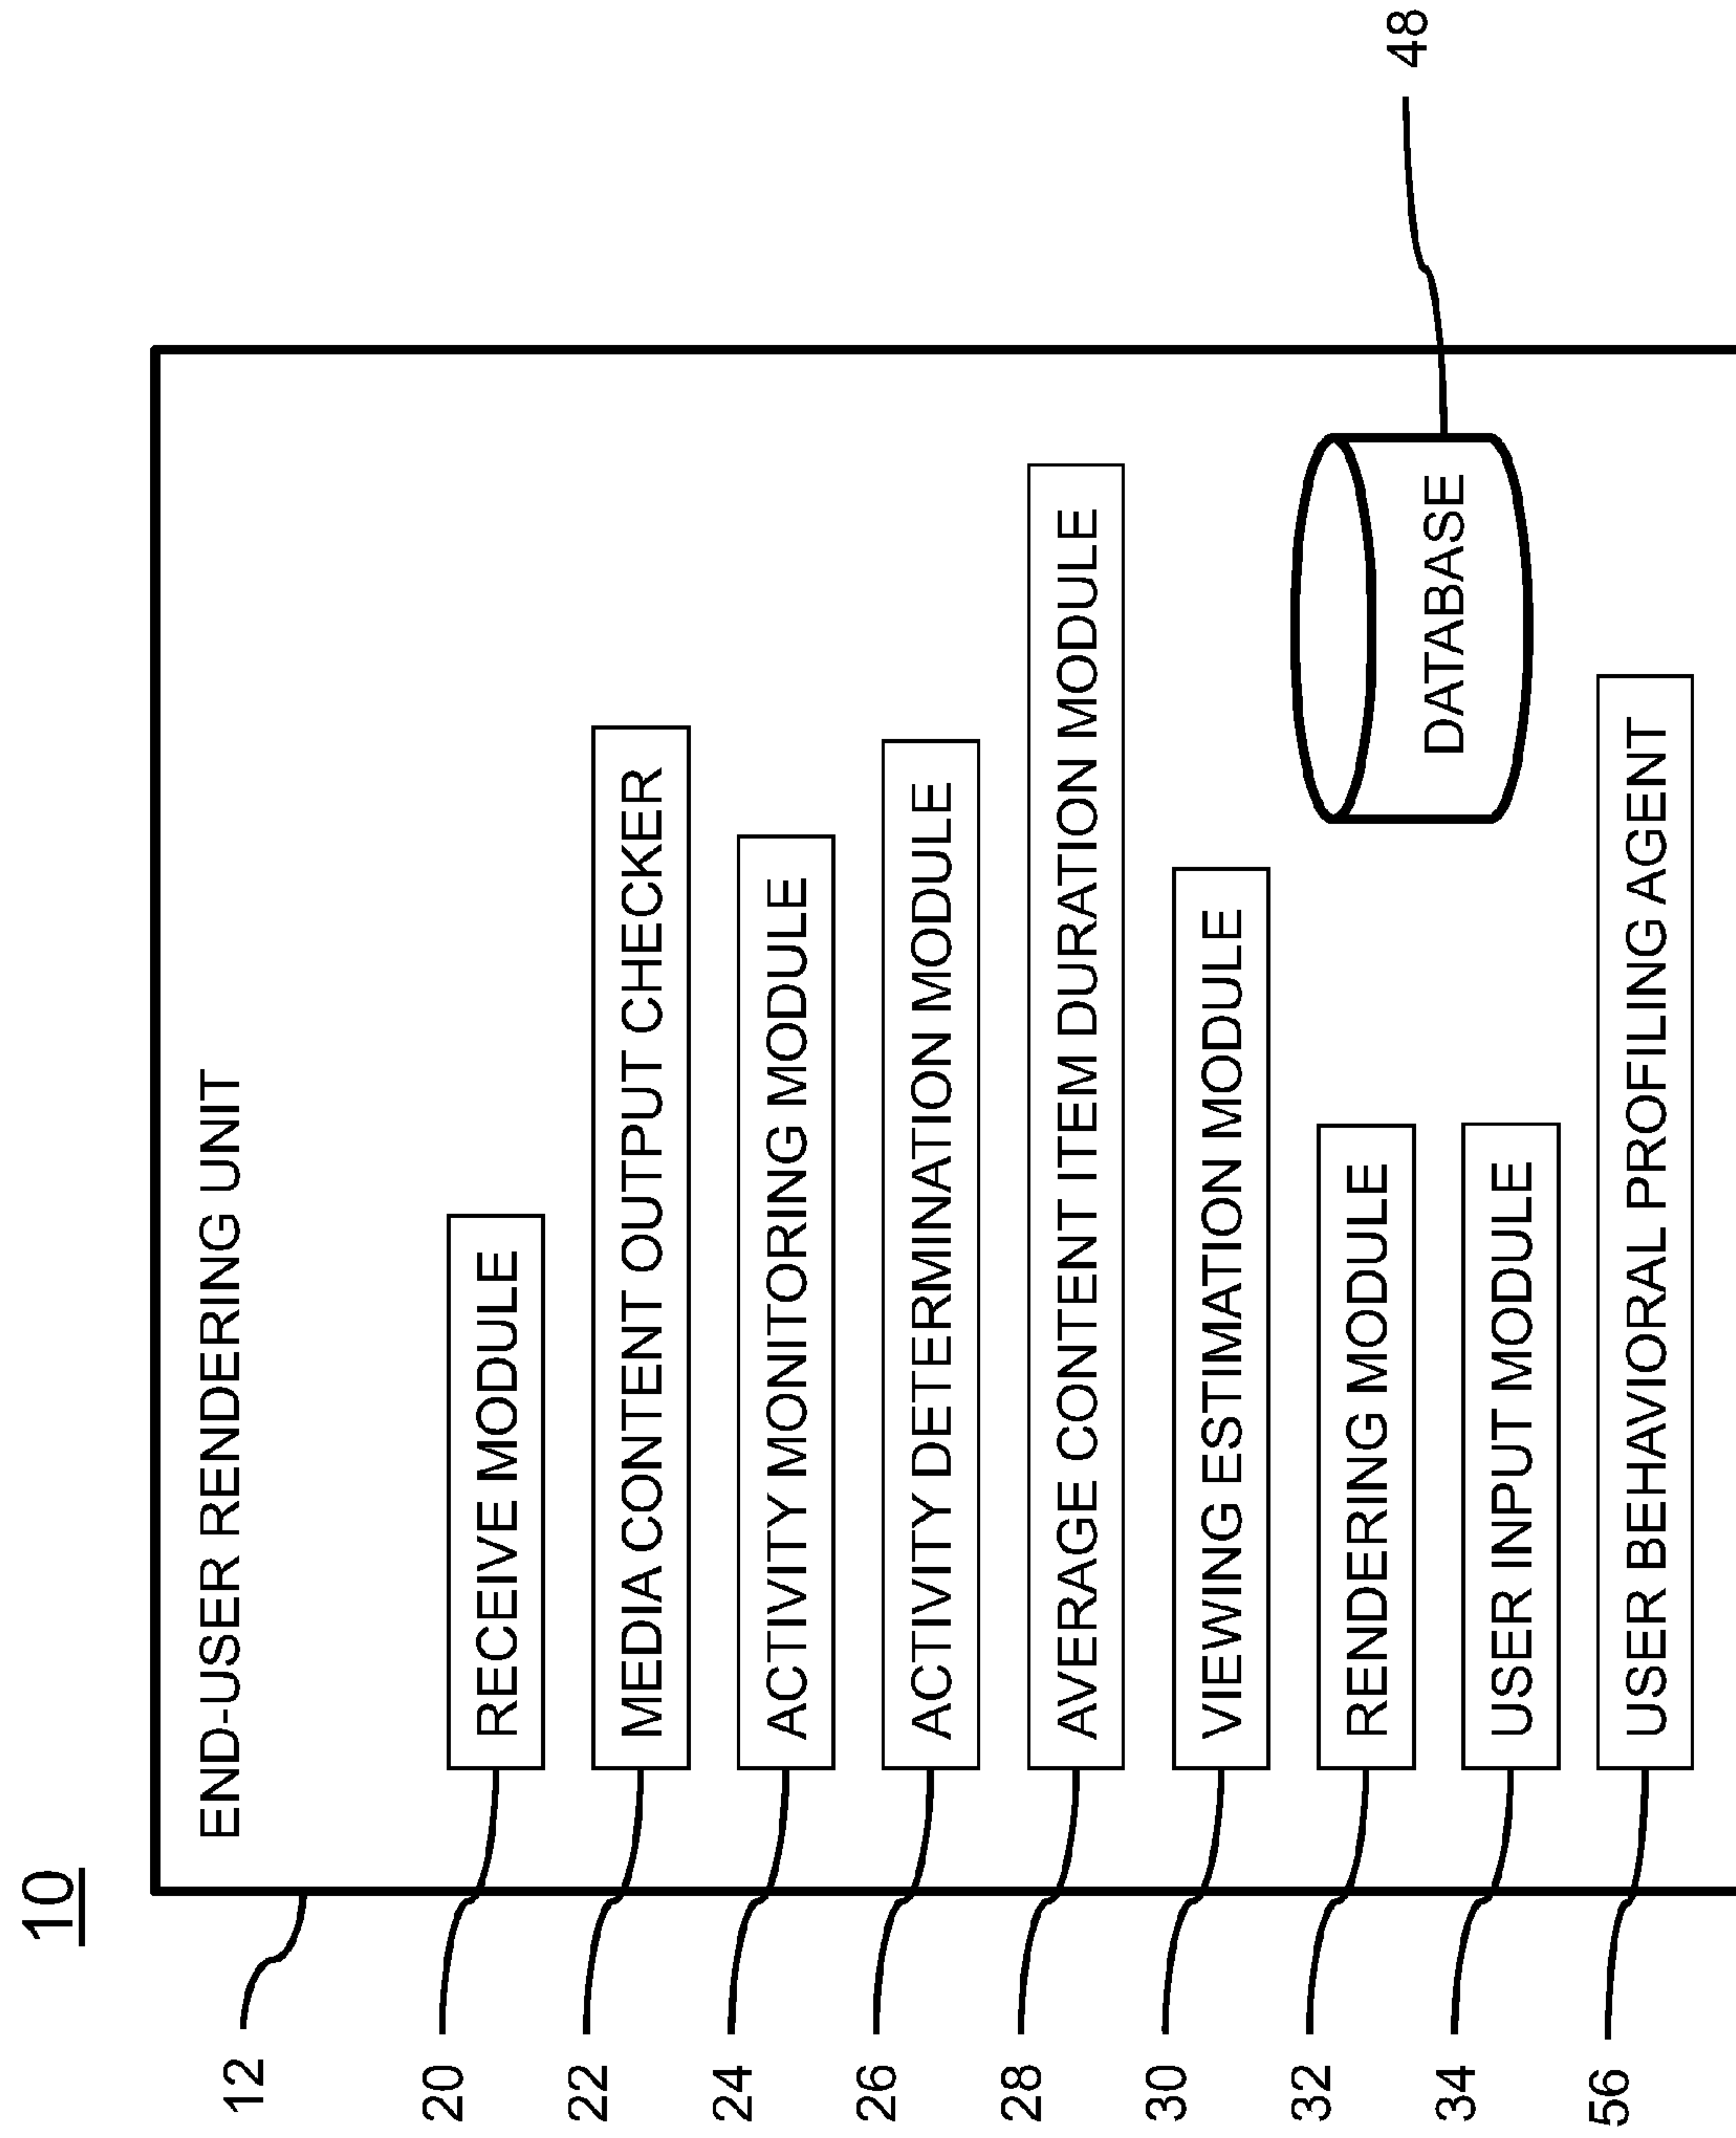 10
12
END-USER RENDERING UNIT
20
RECEIVE MODULE
22
MEDIA CONTENT OUTPUT CHECKER
24
ACTIVITY MONITORING MODULE
26
ACTIVITY DETERMINATION MODULE
28
AVERAGE CONTENT ITEM DURATION MODULE
30
VIEWING ESTIMATION MODULE
32
RENDERING MODULE
48
DATABASE
34
USER INPUT MODULE
56
USER BEHAVIORAL PROFILING AGENT